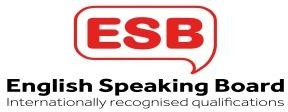 ESB
English Speaking Board
Internationally recognised qualifications